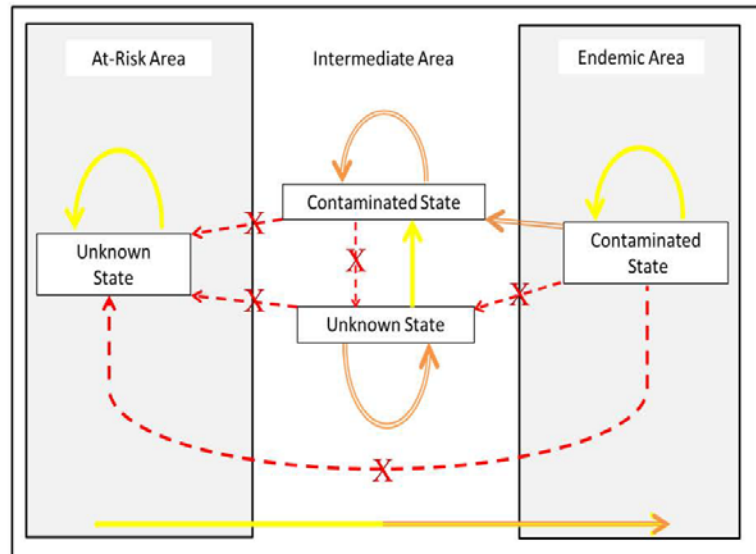 At-Risk Area
Intermediate Area
Endemic Area
Contaminated State
X
Unknown
State
X
Contaminated
State
X
X
Unknown State
X